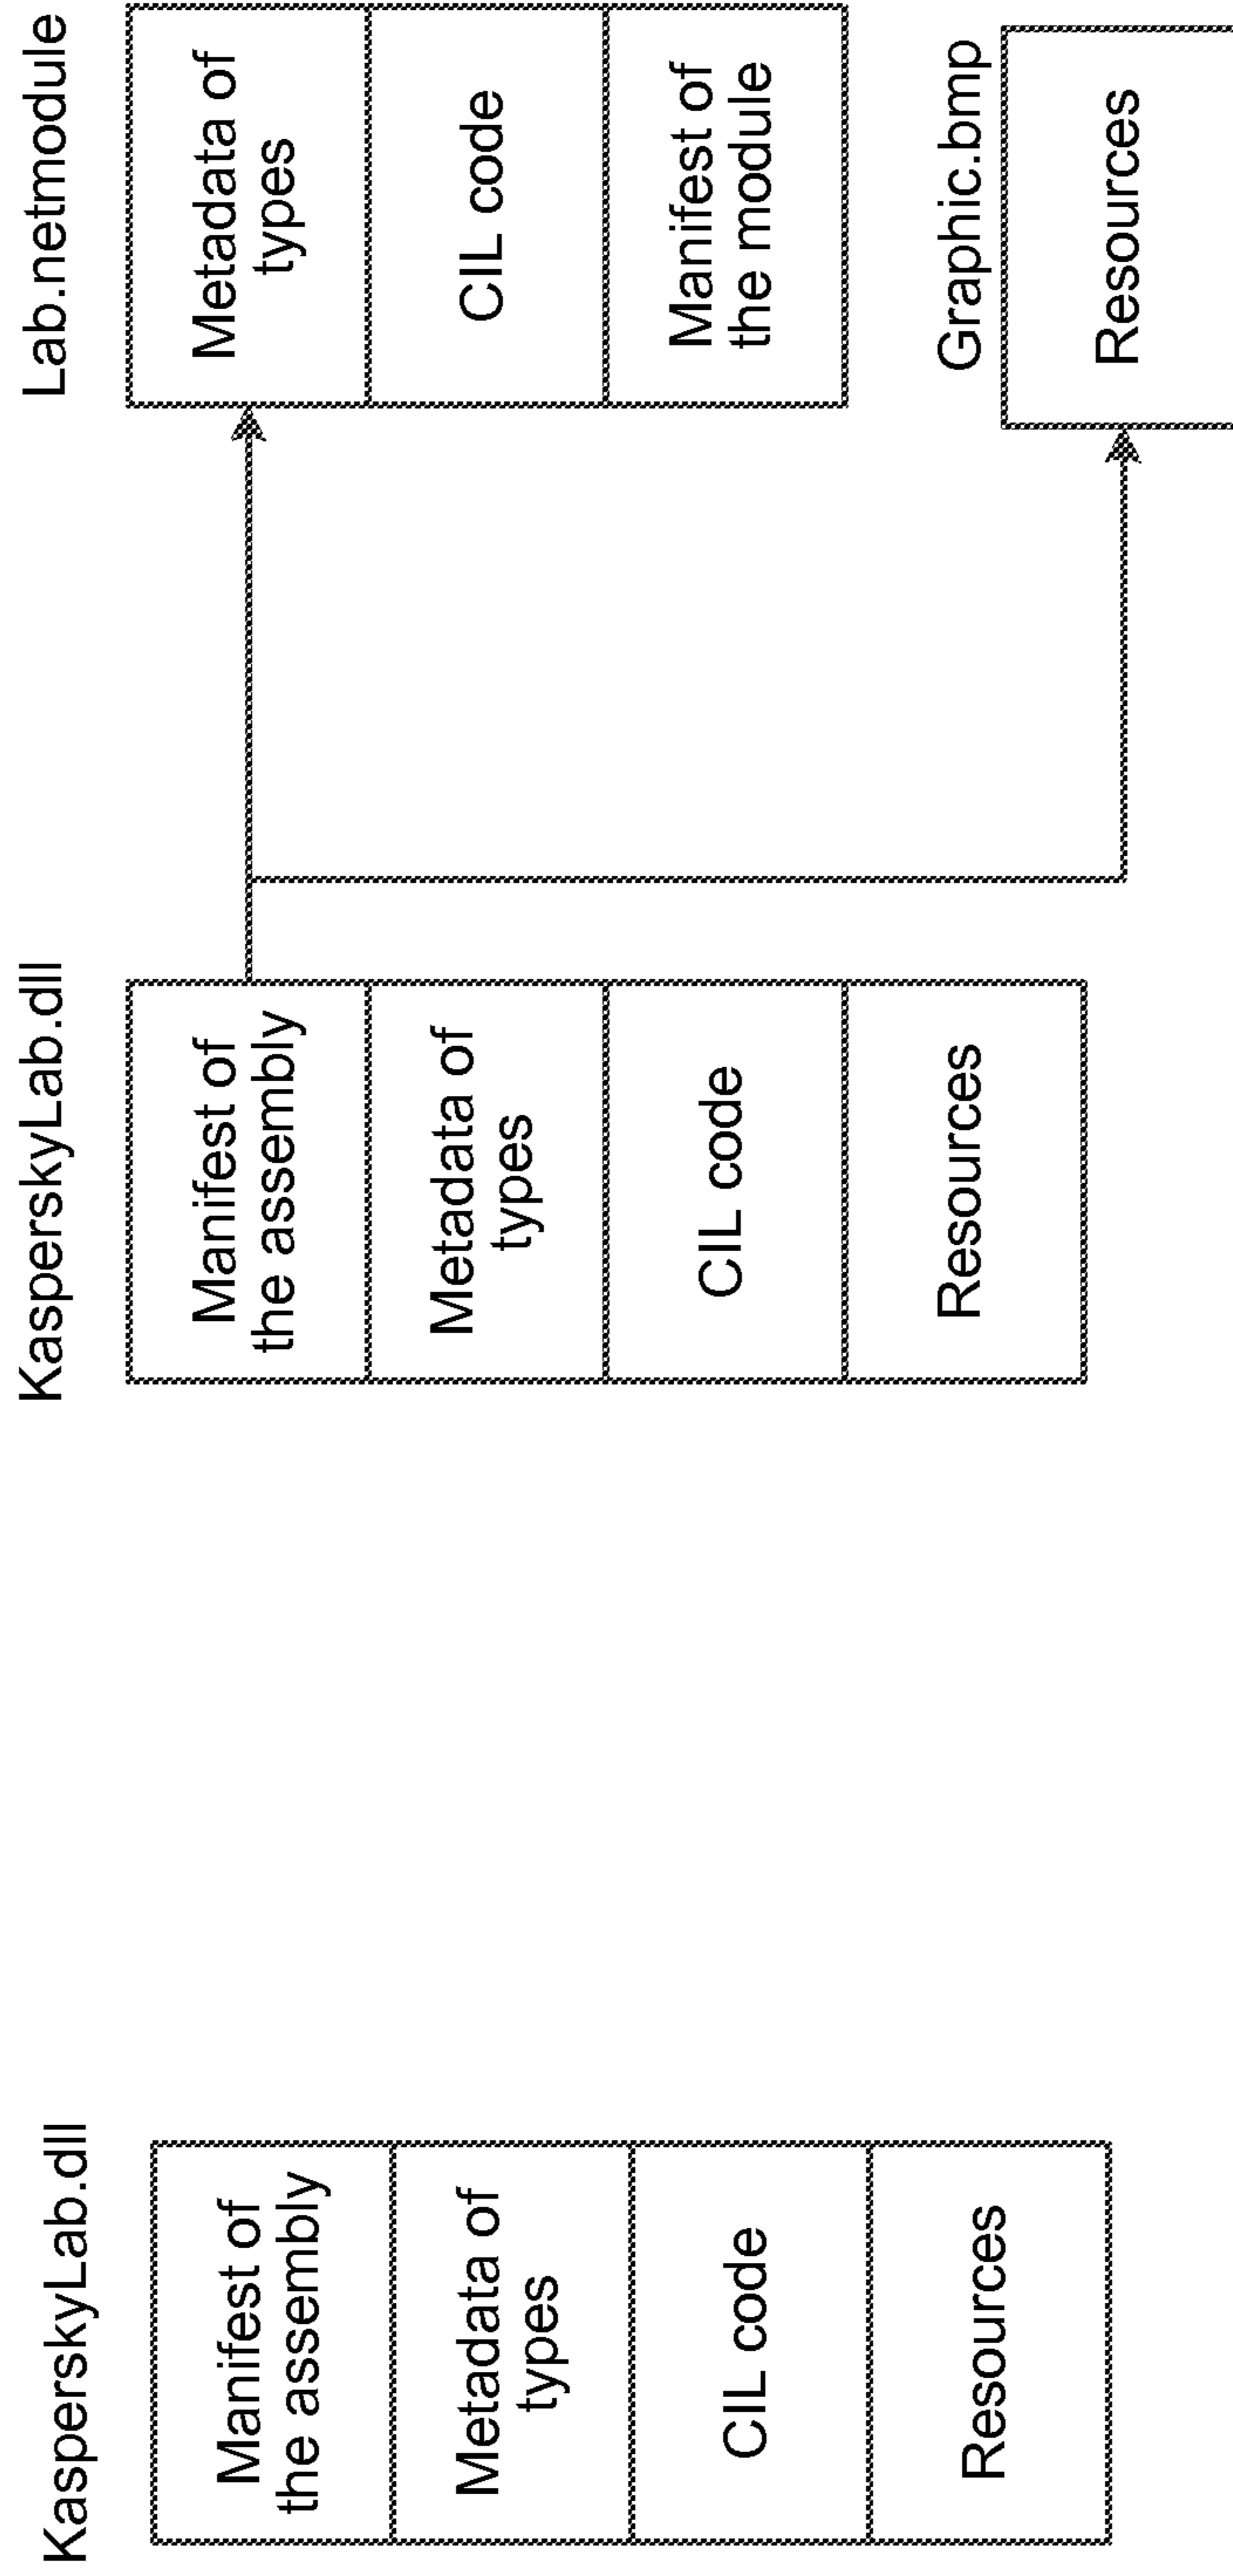 KasperskyLab.dll
Manifest of
the assembly
Metadata of
types
CIL code
Resources
KasperskyLab.dll
Manifest of
the assembly
Metadata of
types
CIL code
Resources
Lab.netmodule
Metadata of
types
CIL code
Manifest of
the module
Graphic.bmp
Resources